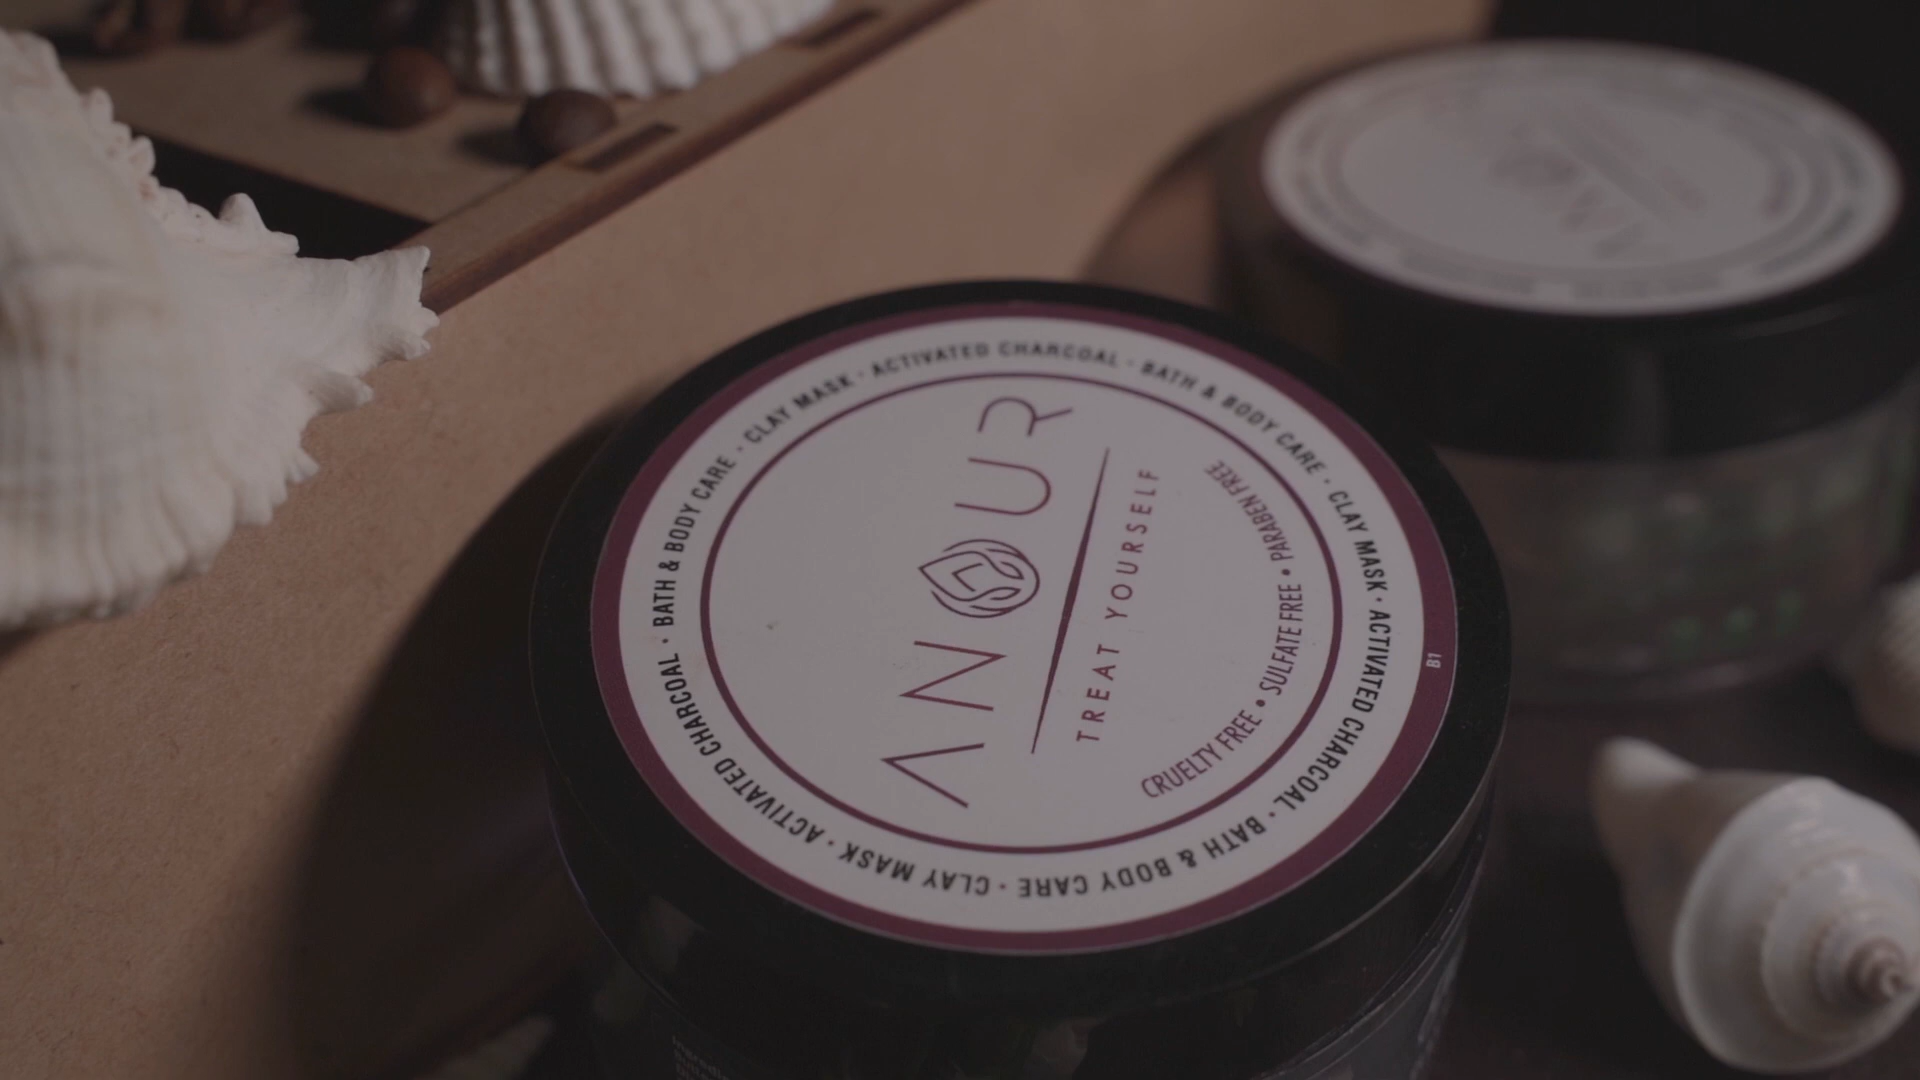 ANOUR
TREAT YOURSELF
CRUELTY FREE • SULFATE FREE • PARABEN FREE
CLAY MASK · ACTIVATED CHARCOAL · BATH & BODY CARE · CLAY MASK · ACTIVATED CHARCOAL · BATH & BODY CARE · CLAY MASK · ACTIVATED CHARCOAL · BATH & BODY CARE ·
B1